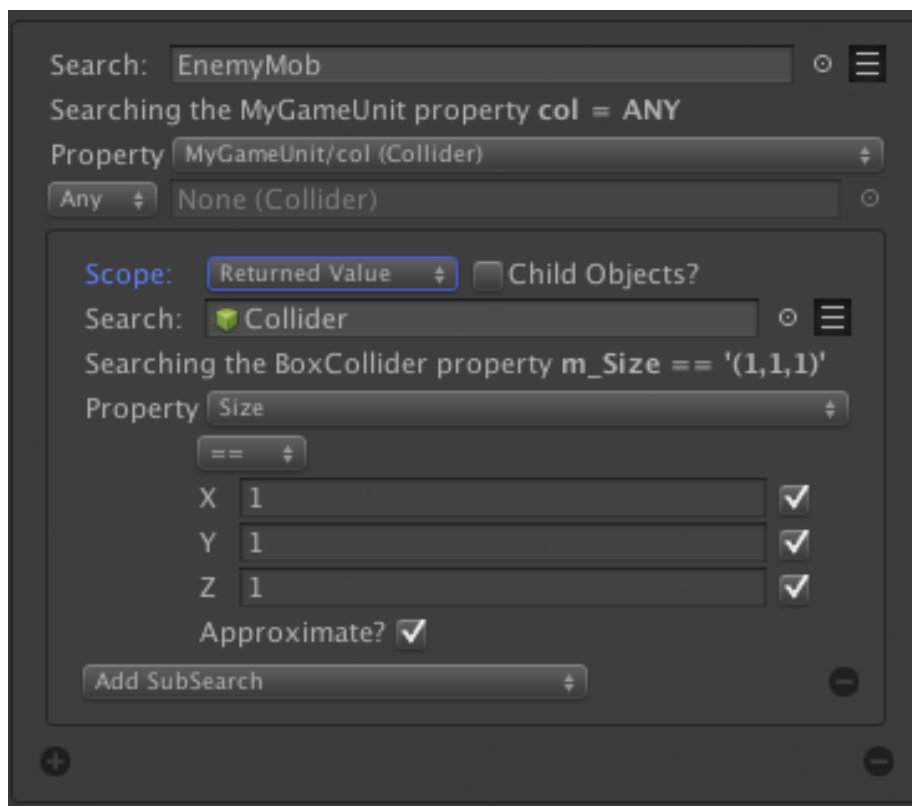 Search: EnemyMob
Searching the MyGameUnit property col = ANY
Property MyGameUnit/col (Collider)
Any None (Collider)
Scope: Returned Value Child Objects?
Search: Collider
Searching the BoxCollider property m_Size == '(1,1,1)'
Property Size
==
X 1
Y 1
Z 1
Approximate?
Add SubSearch